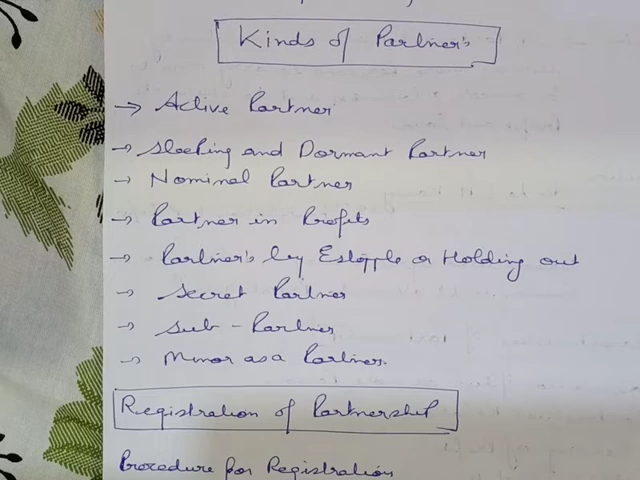 Kinds of Partner's
→ Active Partner
→ Sleeping and Dormant Partner
→ Nominal Partner
→ Partner in Profits
→ Partner's by Estopple or Holding out
→ Secret Partner
→ Sub - Partner
→ Minor as a Partner.
Registration of Partnership
Procedure for Registration